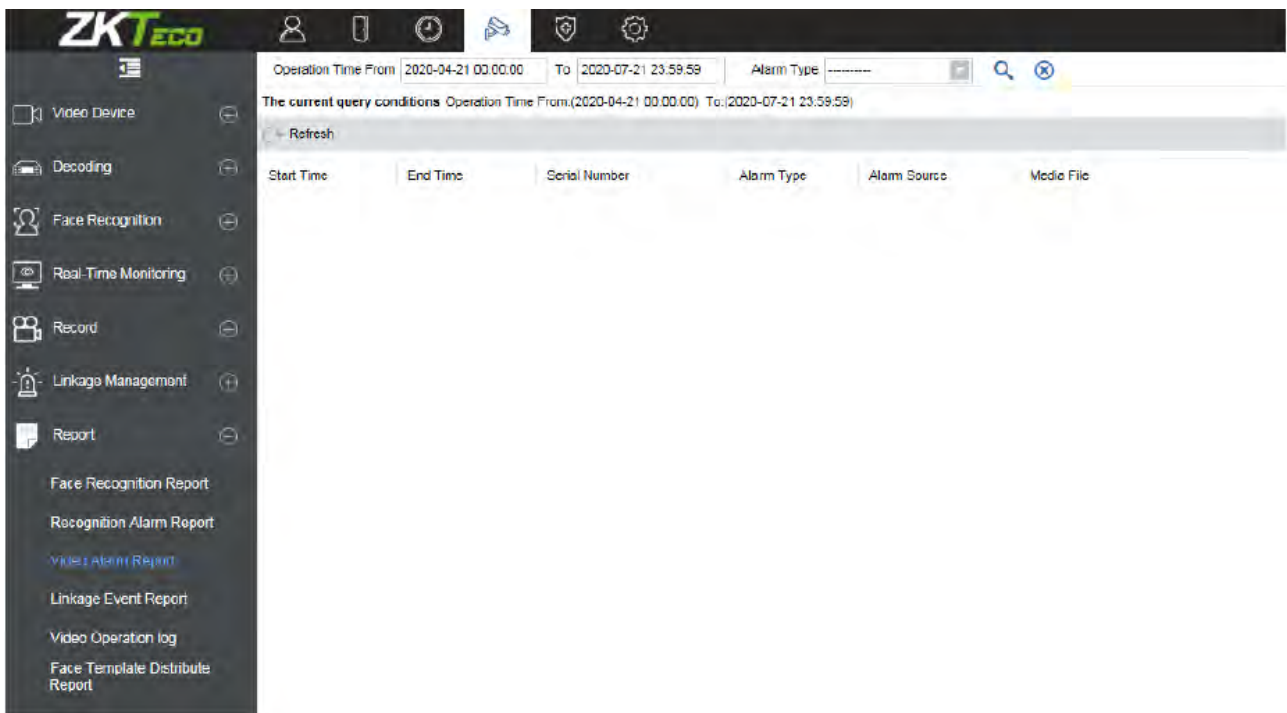 ZKTECO
Operation Time From 2020-04-21 00:00:00 To 2020-07-21 23:59:59 Alarm Type ----------
The current query conditions Operation Time From:(2020-04-21 00:00:00) To:(2020-07-21 23:59:59)
Refresh
Start Time End Time Serial Number Alarm Type Alarm Source Media File
Video Device
Decoding
Face Recognition
Real-Time Monitoring
Record
Linkage Management
Report
Face Recognition Report
Recognition Alarm Report
Video Alarm Report
Linkage Event Report
Video Operation log
Face Template Distribute
Report